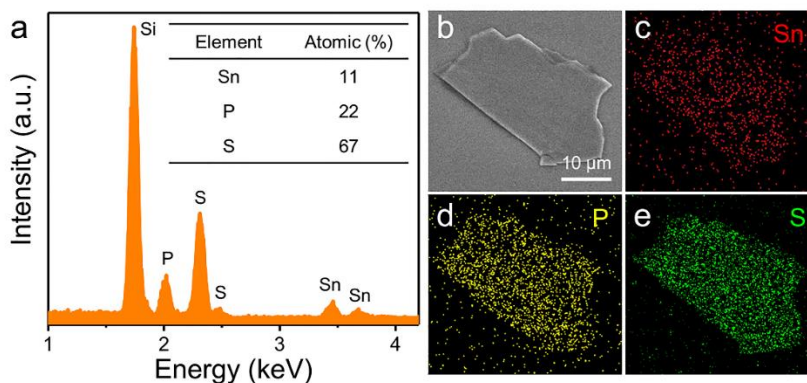 a
Intensity (a.u.)
Si
P
S
S
Sn
Sn
Element Atomic (%)
Sn 11
P 22
S 67
1 2 3 4
Energy (keV)
b
10 μm
c
Sn
d
P
e
S